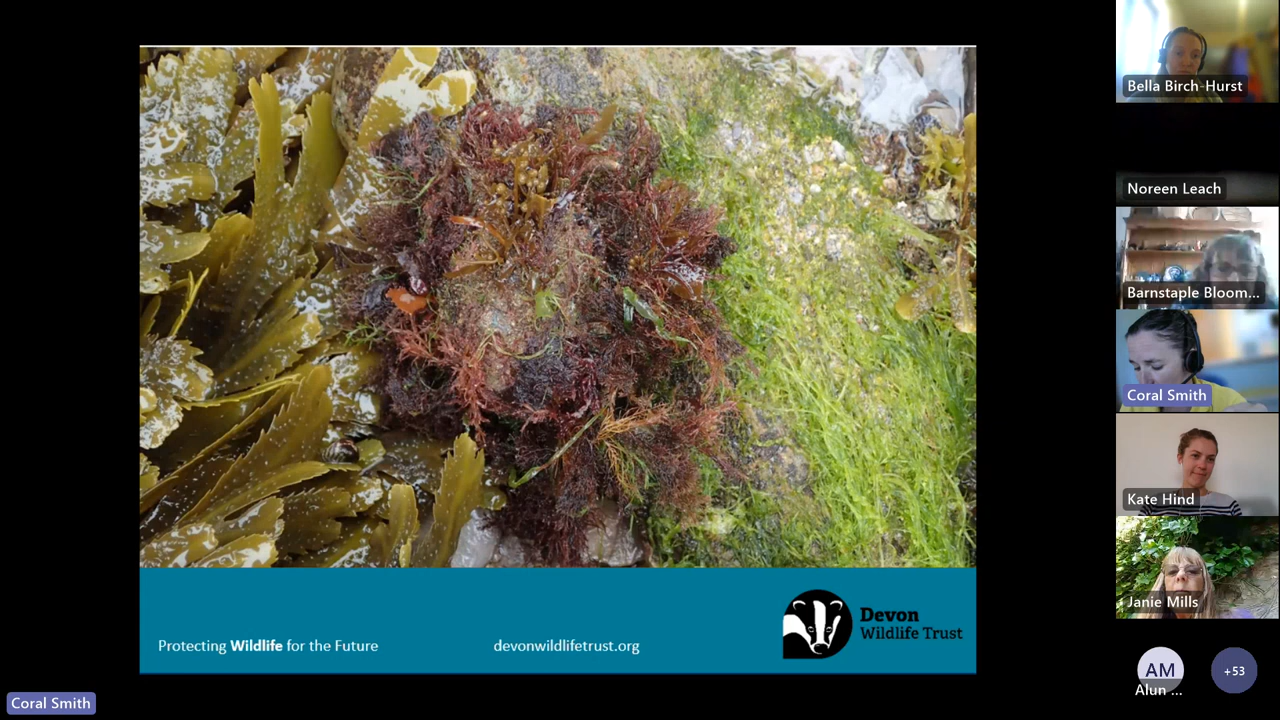 Bella Birch-Hurst
Noreen Leach
Barnstaple Bloom...
Coral Smith
Kate Hind
Janie Mills
AM
Alun ...
+53
Protecting Wildlife for the Future
devonwildlifetrust.org
Devon
Wildlife Trust
Coral Smith